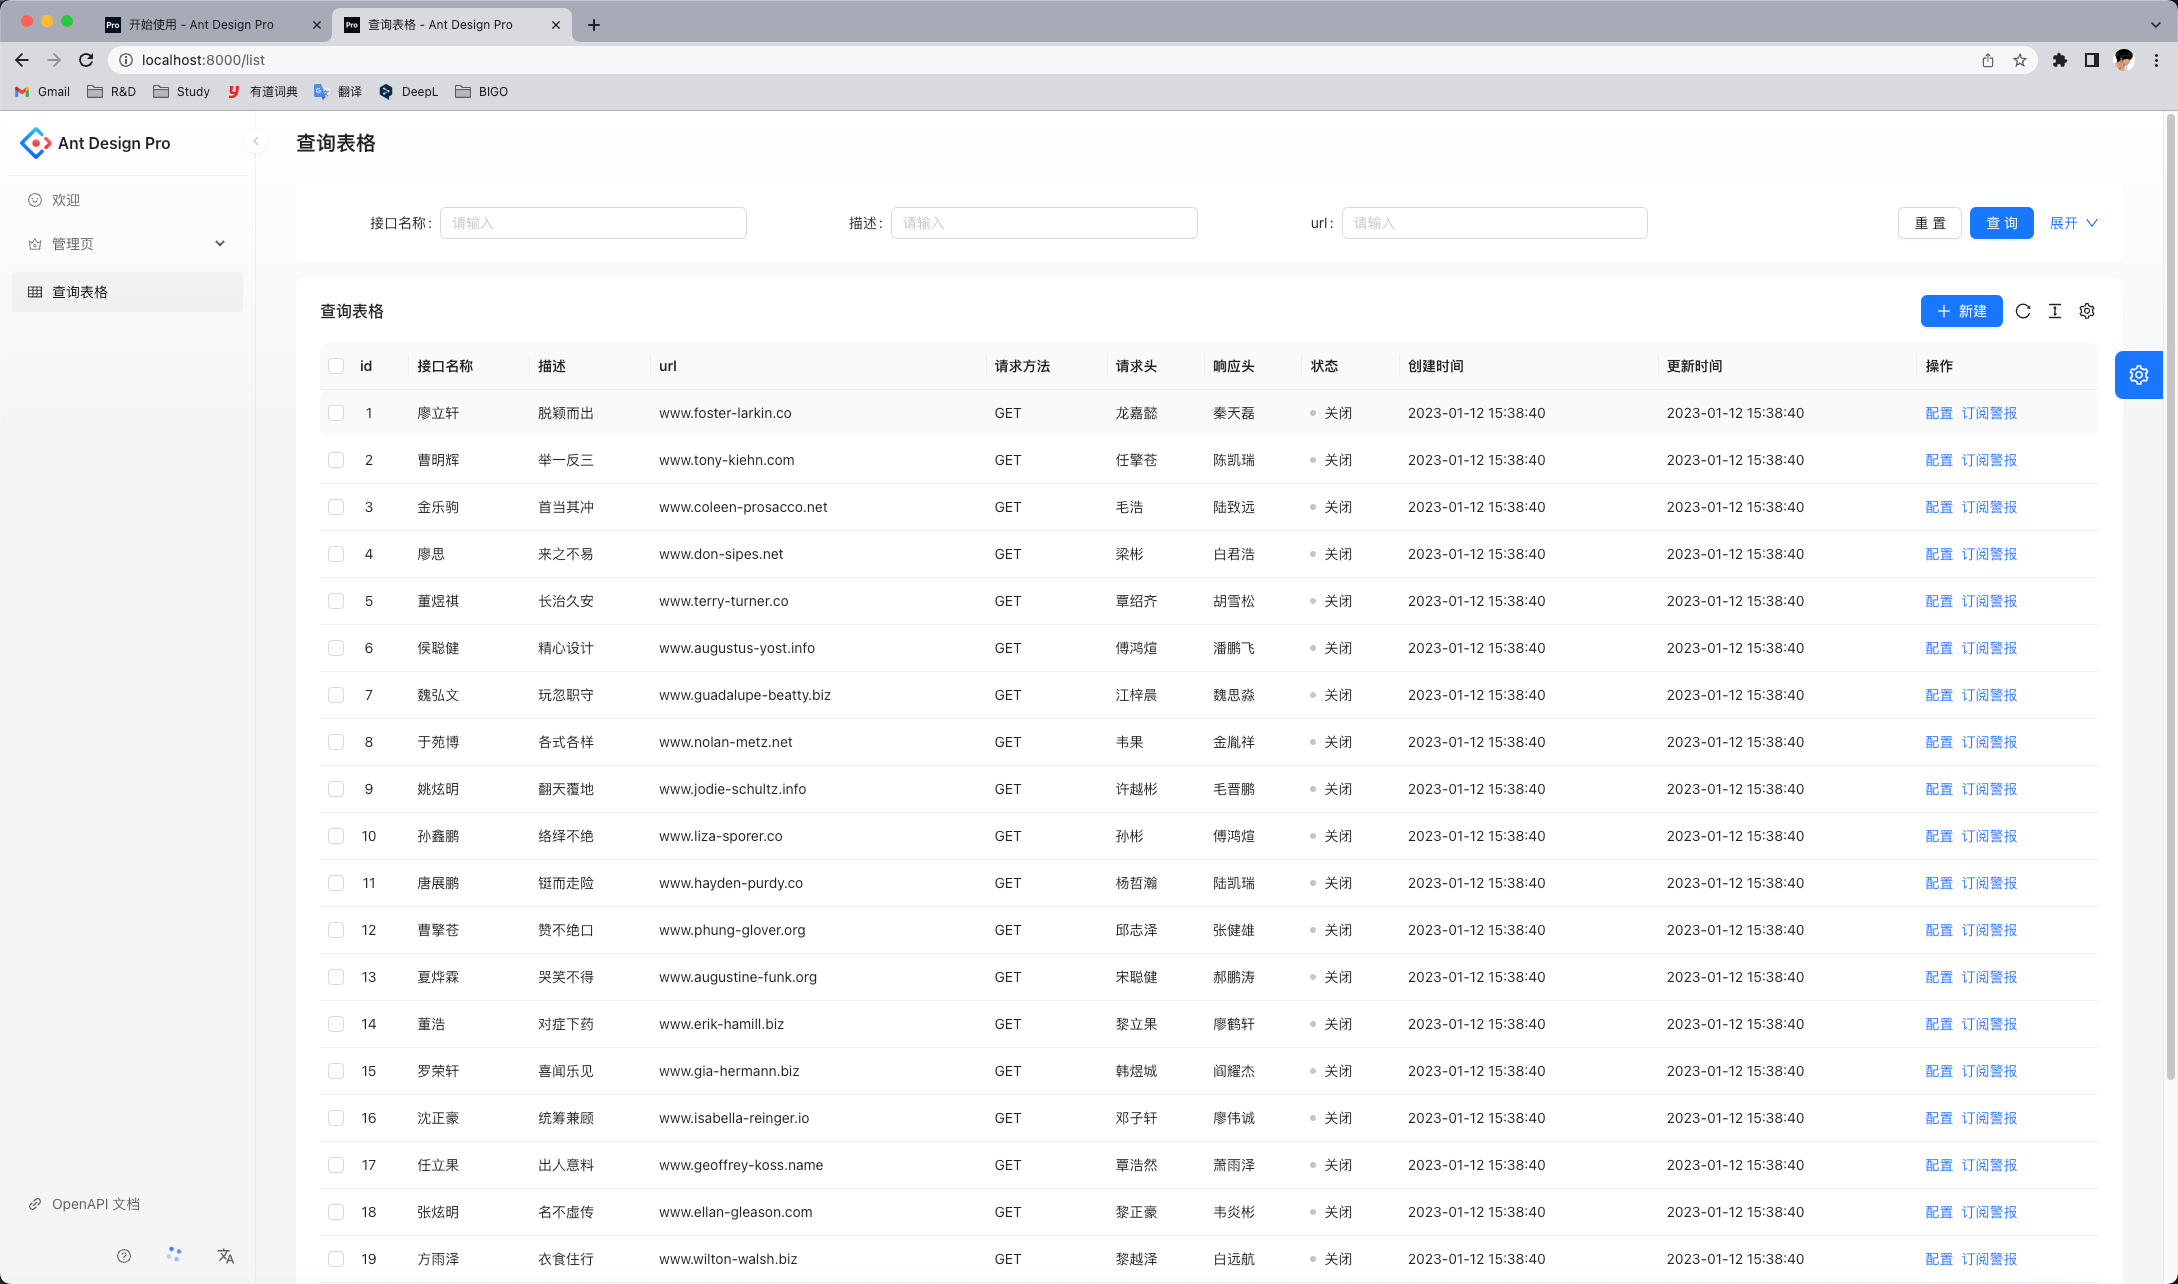 Pro 开始使用 - Ant Design Pro
Pro 查询表格 - Ant Design Pro
localhost:8000/list
Gmail R&D Study 有道词典 翻译 DeepL BIGO
Ant Design Pro
欢迎
管理页
查询表格
OpenAPI 文档
查询表格
接口名称: 请输入 描述: 请输入 url: 请输入 重 置 查 询 展开
查询表格 新建
id 接口名称 描述 url 请求方法 请求头 响应头 状态 创建时间 更新时间 操作
1 廖立轩 脱颖而出 www.foster-larkin.co GET 龙嘉懿 秦天磊 关闭 2023-01-12 15:38:40 2023-01-12 15:38:40 配置 订阅警报
2 曹明辉 举一反三 www.tony-kiehn.com GET 任擎苍 陈凯瑞 关闭 2023-01-12 15:38:40 2023-01-12 15:38:40 配置 订阅警报
3 金乐驹 首当其冲 www.coleen-prosacco.net GET 毛浩 陆致远 关闭 2023-01-12 15:38:40 2023-01-12 15:38:40 配置 订阅警报
4 廖思 来之不易 www.don-sipes.net GET 梁彬 白君浩 关闭 2023-01-12 15:38:40 2023-01-12 15:38:40 配置 订阅警报
5 董煜祺 长治久安 www.terry-turner.co GET 覃绍齐 胡雪松 关闭 2023-01-12 15:38:40 2023-01-12 15:38:40 配置 订阅警报
6 侯聪健 精心设计 www.augustus-yost.info GET 傅鸿煊 潘鹏飞 关闭 2023-01-12 15:38:40 2023-01-12 15:38:40 配置 订阅警报
7 魏弘文 玩忽职守 www.guadalupe-beatty.biz GET 江梓晨 魏思淼 关闭 2023-01-12 15:38:40 2023-01-12 15:38:40 配置 订阅警报
8 于苑博 各式各样 www.nolan-metz.net GET 韦果 金胤祥 关闭 2023-01-12 15:38:40 2023-01-12 15:38:40 配置 订阅警报
9 姚炫明 翻天覆地 www.jodie-schultz.info GET 许越彬 毛晋鹏 关闭 2023-01-12 15:38:40 2023-01-12 15:38:40 配置 订阅警报
10 孙鑫鹏 络绎不绝 www.liza-sporer.co GET 孙彬 傅鸿煊 关闭 2023-01-12 15:38:40 2023-01-12 15:38:40 配置 订阅警报
11 唐展鹏 铤而走险 www.hayden-purdy.co GET 杨哲瀚 陆凯瑞 关闭 2023-01-12 15:38:40 2023-01-12 15:38:40 配置 订阅警报
12 曹擎苍 赞不绝口 www.phung-glover.org GET 邱志泽 张健雄 关闭 2023-01-12 15:38:40 2023-01-12 15:38:40 配置 订阅警报
13 夏烨霖 哭笑不得 www.augustine-funk.org GET 宋聪健 郝鹏涛 关闭 2023-01-12 15:38:40 2023-01-12 15:38:40 配置 订阅警报
14 董浩 对症下药 www.erik-hamill.biz GET 黎立果 廖鹤轩 关闭 2023-01-12 15:38:40 2023-01-12 15:38:40 配置 订阅警报
15 罗荣轩 喜闻乐见 www.gia-hermann.biz GET 韩煜城 阎耀杰 关闭 2023-01-12 15:38:40 2023-01-12 15:38:40 配置 订阅警报
16 沈正豪 统筹兼顾 www.isabella-reinger.io GET 邓子轩 廖伟诚 关闭 2023-01-12 15:38:40 2023-01-12 15:38:40 配置 订阅警报
17 任立果 出人意料 www.geoffrey-koss.name GET 覃浩然 萧雨泽 关闭 2023-01-12 15:38:40 2023-01-12 15:38:40 配置 订阅警报
18 张炫明 名不虚传 www.ellan-gleason.com GET 黎正豪 韦炎彬 关闭 2023-01-12 15:38:40 2023-01-12 15:38:40 配置 订阅警报
19 方雨泽 衣食住行 www.wilton-walsh.biz GET 黎越泽 白远航 关闭 2023-01-12 15:38:40 2023-01-12 15:38:40 配置 订阅警报